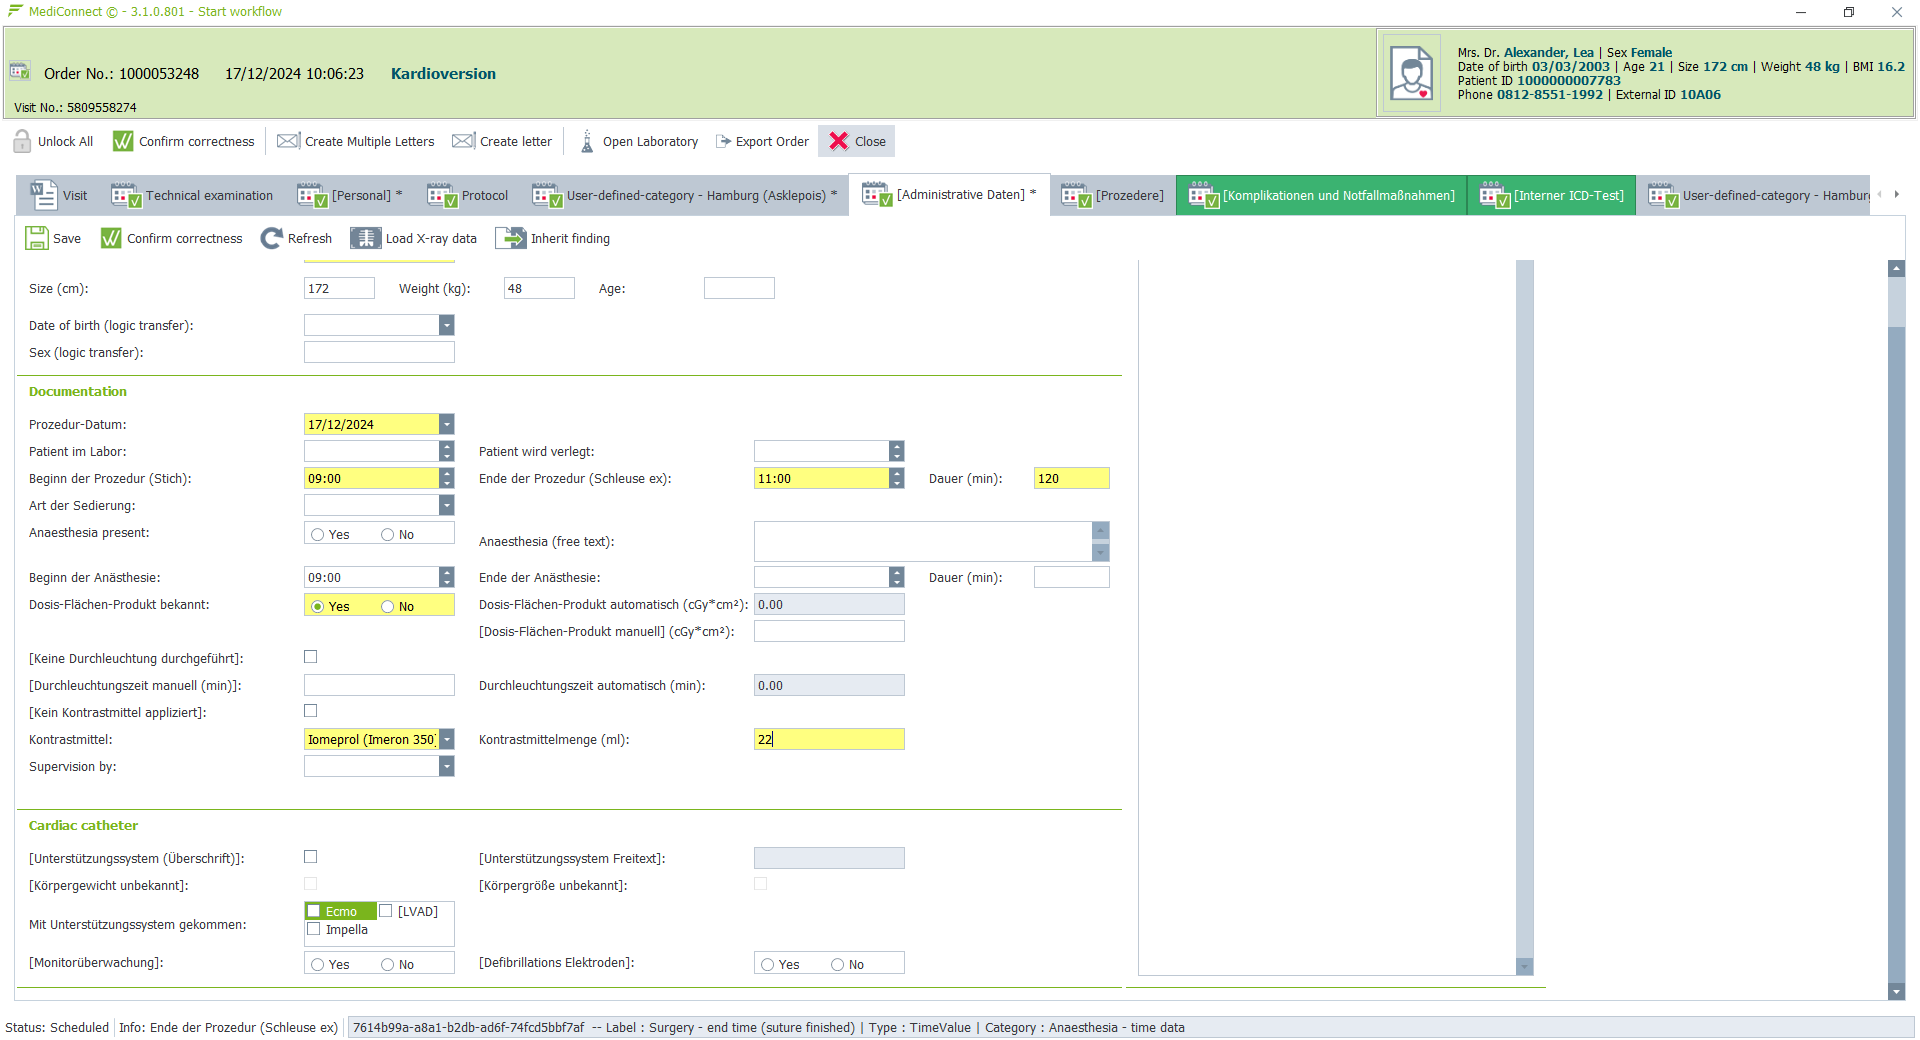 MediConnect © - 3.1.0.801 - Start workflow
Order No.: 1000053248 17/12/2024 10:06:23 Kardioversion
Visit No.: 5809558274
Mrs. Dr. Alexander, Lea | Sex Female
Date of birth 03/03/2003 | Age 21 | Size 172 cm | Weight 48 kg | BMI 16.2
Patient ID 1000000007783
Phone 0812-8551-1992 | External ID 10A06
Unlock All Confirm correctness Create Multiple Letters Create letter Open Laboratory Export Order Close
Visit Technical examination [Personal] * Protocol User-defined-category - Hamburg (Asklepois) * [Administrative Daten] * [Prozedere] [Komplikationen und Notfallmaßnahmen] [Interner ICD-Test] User-defined-category - Hamburg
Save Confirm correctness Refresh Load X-ray data Inherit finding
Size (cm): 172 Weight (kg): 48 Age:
Date of birth (logic transfer):
Sex (logic transfer):
Documentation
Prozedur-Datum: 17/12/2024
Patient im Labor: Patient wird verlegt:
Beginn der Prozedur (Stich): 09:00 Ende der Prozedur (Schleuse ex): 11:00 Dauer (min): 120
Art der Sedierung:
Anaesthesia present: Yes No Anaesthesia (free text):
Beginn der Anästhesie: 09:00 Ende der Anästhesie: Dauer (min):
Dosis-Flächen-Produkt bekannt: Yes No Dosis-Flächen-Produkt automatisch (cGy*cm²): 0.00
[Dosis-Flächen-Produkt manuell] (cGy*cm²):
[Keine Durchleuchtung durchgeführt]:
[Durchleuchtungszeit manuell (min)]: Durchleuchtungszeit automatisch (min): 0.00
[Kein Kontrastmittel appliziert]:
Kontrastmittel: Iomeprol (Imeron 350) Kontrastmittelmenge (ml): 22
Supervision by:
Cardiac catheter
[Unterstützungssystem (Überschrift)]: [Unterstützungssystem Freitext]:
[Körpergewicht unbekannt]: [Körpergröße unbekannt]:
Mit Unterstützungssystem gekommen: Ecmo [LVAD]
Impella
[Monitorüberwachung]: Yes No [Defibrillations Elektroden]: Yes No
Status: Scheduled Info: Ende der Prozedur (Schleuse ex) 7614b99a-a8a1-b2db-ad6f-74fcd5bbf7af -- Label : Surgery - end time (suture finished) | Type : TimeValue | Category : Anaesthesia - time data